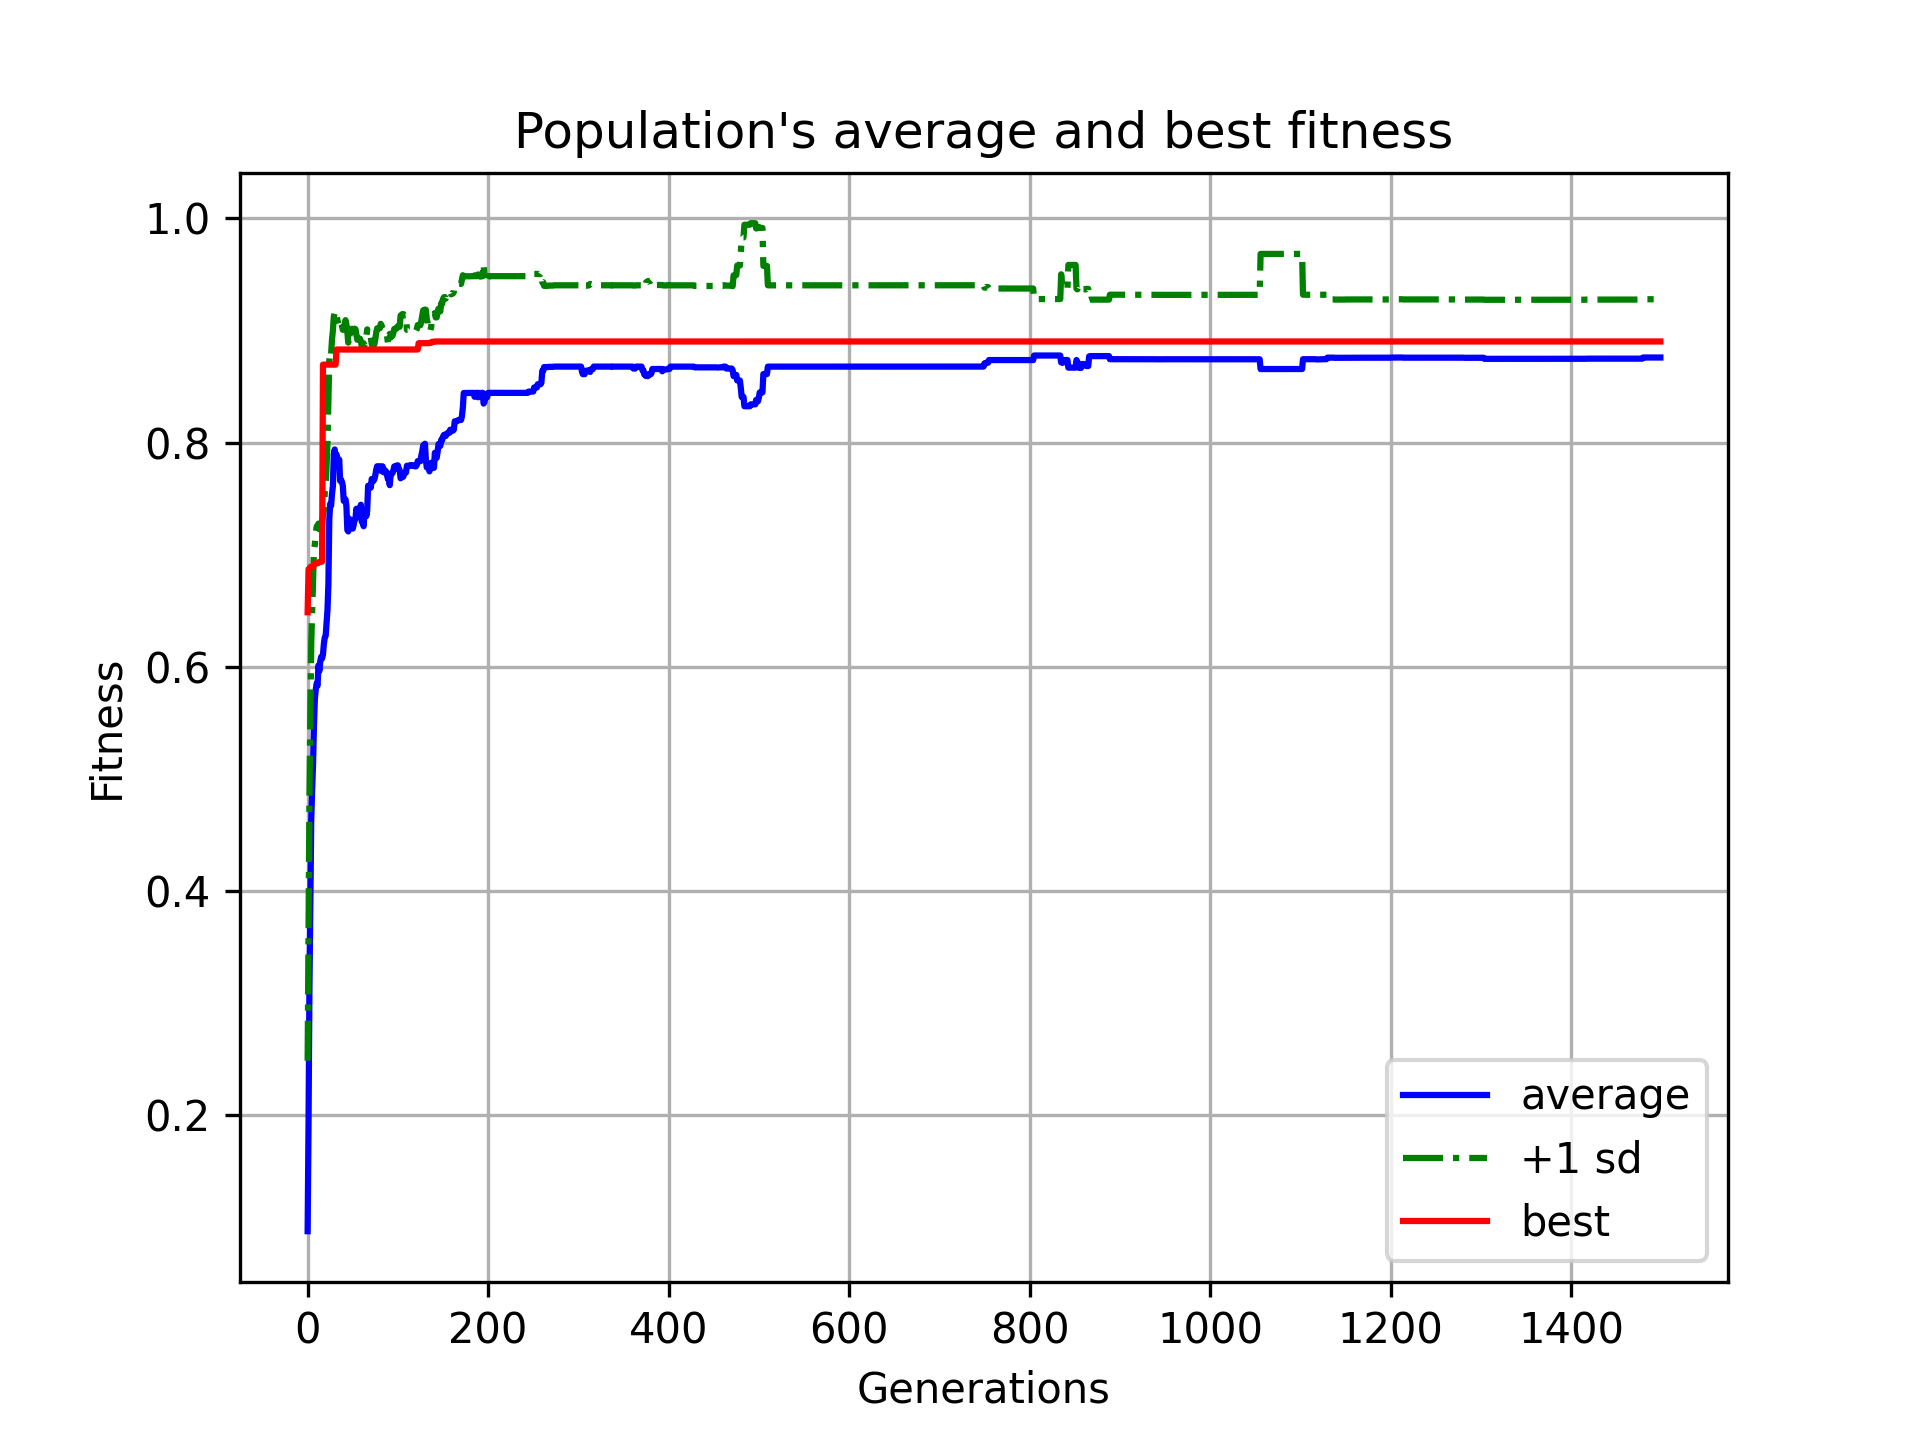 Population's average and best fitness
1.0
0.8
0.6
0.4
0.2
Fitness
0 200 400 600 800 1000 1200 1400
Generations
average
+1 sd
best